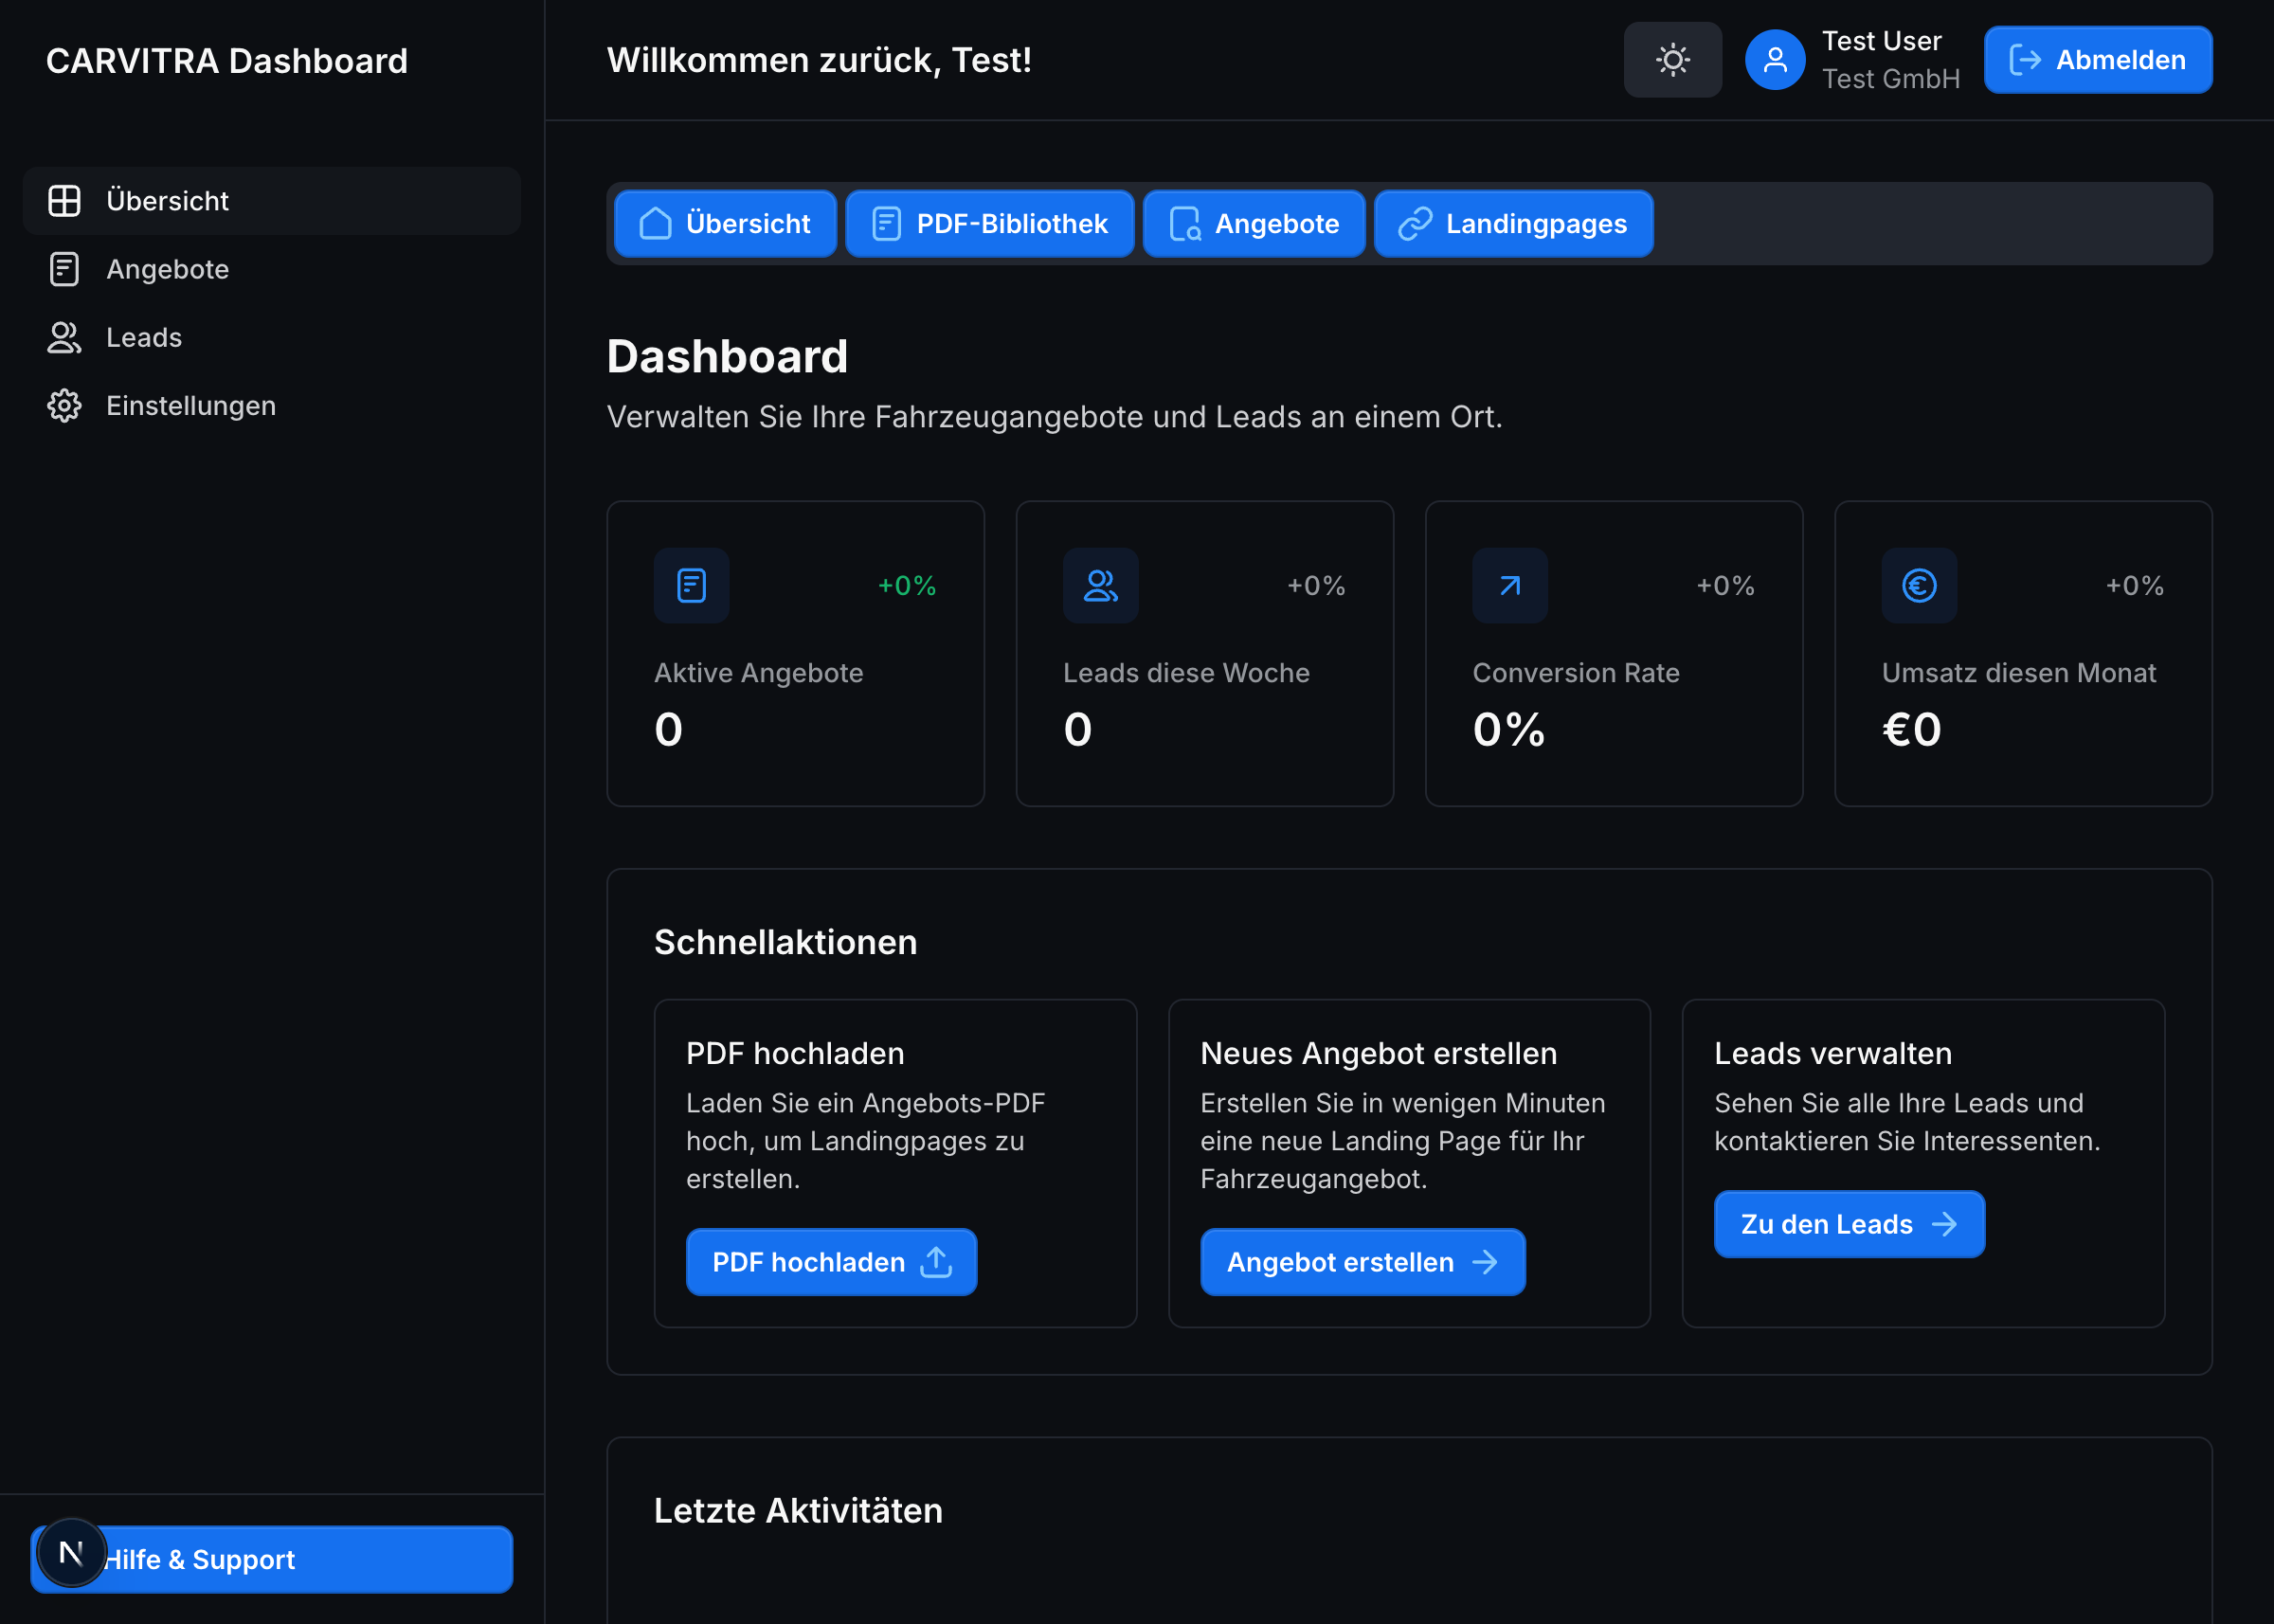 CARVITRA Dashboard
Übersicht
Angebote
Leads
Einstellungen
N
Hilfe & Support
Willkommen zurück, Test!
Test User
Test GmbH
Abmelden
Übersicht
PDF-Bibliothek
Angebote
Landingpages
Dashboard
Verwalten Sie Ihre Fahrzeugangebote und Leads an einem Ort.
+0%
Aktive Angebote
0
+0%
Leads diese Woche
0
+0%
Conversion Rate
0%
+0%
Umsatz diesen Monat
€0
Schnellaktionen
PDF hochladen
Laden Sie ein Angebots-PDF
hoch, um Landingpages zu
erstellen.
PDF hochladen
Neues Angebot erstellen
Erstellen Sie in wenigen Minuten
eine neue Landing Page für Ihr
Fahrzeugangebot.
Angebot erstellen
Leads verwalten
Sehen Sie alle Ihre Leads und
kontaktieren Sie Interessenten.
Zu den Leads
Letzte Aktivitäten